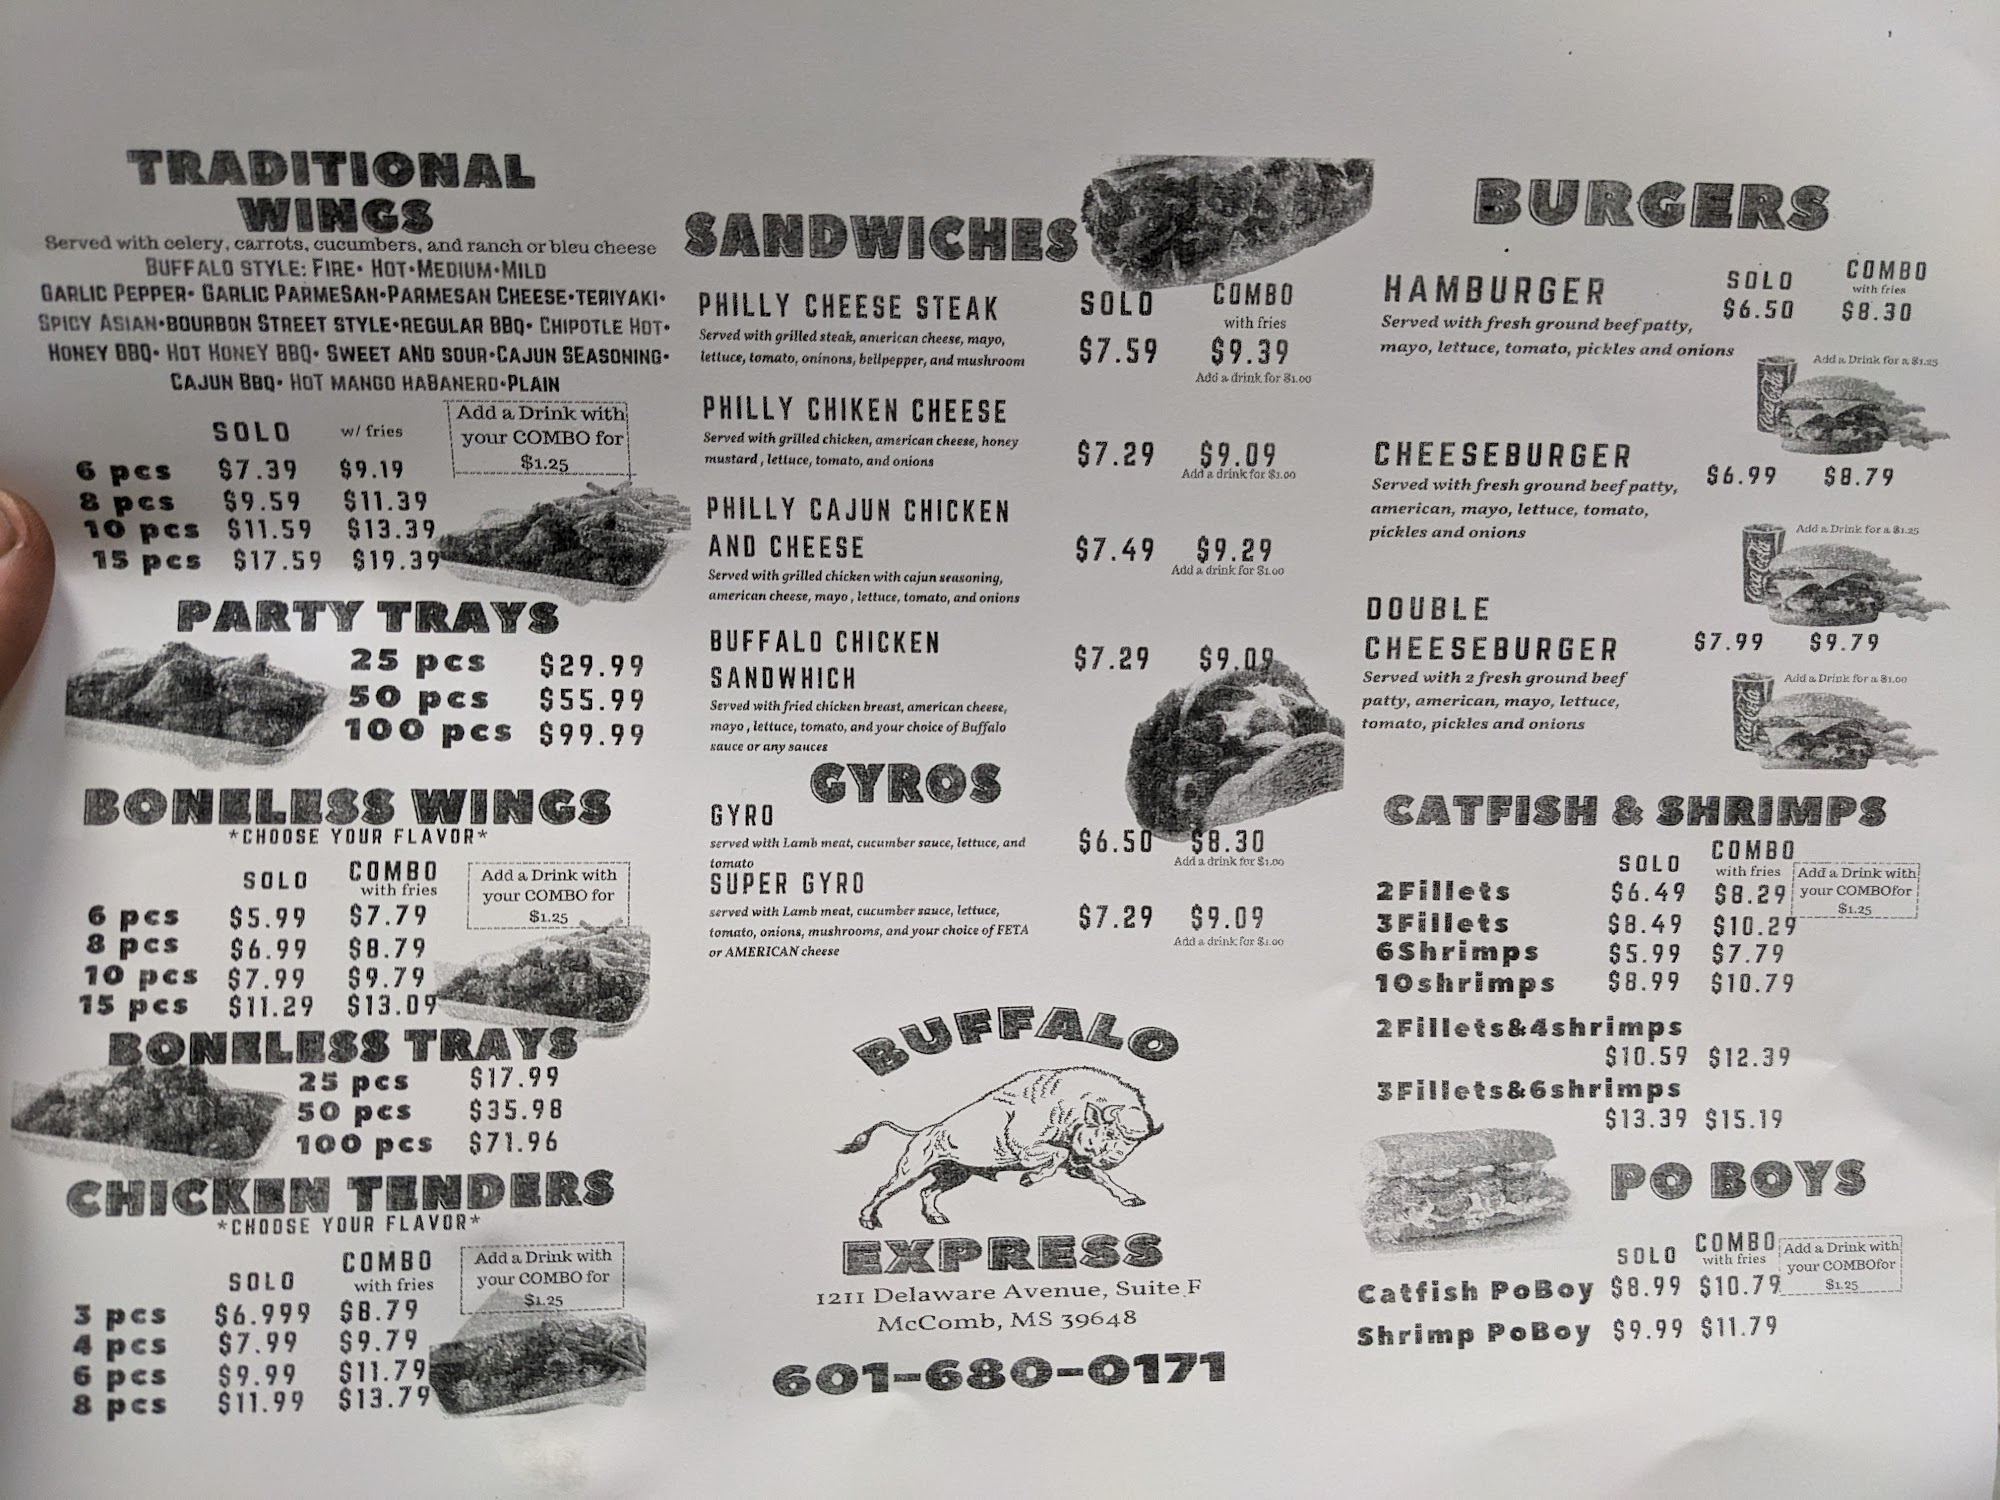 TRADITIONAL
WINGS
Served with celery, carrots, cucumbers, and ranch or bleu cheese
BUFFALO STYLE: FIRE• HOT•MEDIUM•MILD
GARLIC PEPPER• GARLIC PARMESAN•PARMESAN CHEESE•TERIYAKI•
SPICY ASIAN•BOURBON STREET STYLE•REGULAR BBQ• CHIPOTLE HOT•
HONEY BBQ• HOT HONEY BBQ• SWEET AND SOUR•CAJUN SEASONING•
CAJUN BBQ• HOT MANGO HABANERO•PLAIN
SOLO w/ fries
Add a Drink with
your COMBO for
$1.25
6 pcs $7.39 $9.19
8 pcs $9.59 $11.39
10 pcs $11.59 $13.39
15 pcs $17.59 $19.39
PARTY TRAYS
25 pcs $29.99
50 pcs $55.99
100 pcs $99.99
BONELESS WINGS
*CHOOSE YOUR FLAVOR*
SOLO COMBO
with fries
Add a Drink with
your COMBO for
$1.25
6 pcs $5.99 $7.79
8 pcs $6.99 $8.79
10 pcs $7.99 $9.79
15 pcs $11.29 $13.09
BONELESS TRAYS
25 pcs $17.99
50 pcs $35.98
100 pcs $71.96
CHICKEN TENDERS
*CHOOSE YOUR FLAVOR*
SOLO COMBO
with fries
Add a Drink with
your COMBO for
$1.25
3 pcs $6.999 $8.79
4 pcs $7.99 $9.79
6 pcs $9.99 $11.79
8 pcs $11.99 $13.79
SANDWICHES
SOLO COMBO
with fries
PHILLY CHEESE STEAK
Served with grilled steak, american cheese, mayo,
lettuce, tomato, oninons, bellpepper, and mushroom
$7.59 $9.39
Add a drink for $1.00
PHILLY CHIKEN CHEESE
Served with grilled chicken, american cheese, honey
mustard , lettuce, tomato, and onions
$7.29 $9.09
Add a drink for $1.00
PHILLY CAJUN CHICKEN
AND CHEESE
Served with grilled chicken with cajun seasoning,
american cheese, mayo , lettuce, tomato, and onions
$7.49 $9.29
Add a drink for $1.00
BUFFALO CHICKEN
SANDWHICH
Served with fried chicken breast, american cheese,
mayo , lettuce, tomato, and your choice of Buffalo
sauce or any sauces
$7.29 $9.09
GYROS
GYRO
served with Lamb meat, cucumber sauce, lettuce, and
tomato
$6.50 $8.30
Add a drink for $1.00
SUPER GYRO
served with Lamb meat, cucumber sauce, lettuce,
tomato, onions, mushrooms, and your choice of FETA
or AMERICAN cheese
$7.29 $9.09
Add a drink for $1.00
BUFFALO
EXPRESS
1211 Delaware Avenue, Suite F
McComb, MS 39648
601-680-0171
BURGERS
SOLO COMBO
with fries
HAMBURGER $6.50 $8.30
Served with fresh ground beef patty,
mayo, lettuce, tomato, pickles and onions
Add a Drink for a $1.25
Coca-Cola
CHEESEBURGER $6.99 $8.79
Served with fresh ground beef patty,
american, mayo, lettuce, tomato,
pickles and onions
Add a Drink for a $1.25
Coca-Cola
DOUBLE
CHEESEBURGER $7.99 $9.79
Served with 2 fresh ground beef
patty, american, mayo, lettuce,
tomato, pickles and onions
Add a Drink for a $1.00
Coca-Cola
CATFISH & SHRIMPS
SOLO COMBO
with fries
Add a Drink with
your COMBOfor
$1.25
2Fillets $6.49 $8.29
3Fillets $8.49 $10.29
6Shrimps $5.99 $7.79
10shrimps $8.99 $10.79
2Fillets&4shrimps
$10.59 $12.39
3Fillets&6shrimps
$13.39 $15.19
PO BOYS
SOLO COMBO
with fries
Add a Drink with
your COMBOfor
$1.25
Catfish PoBoy $8.99 $10.79
Shrimp PoBoy $9.99 $11.79